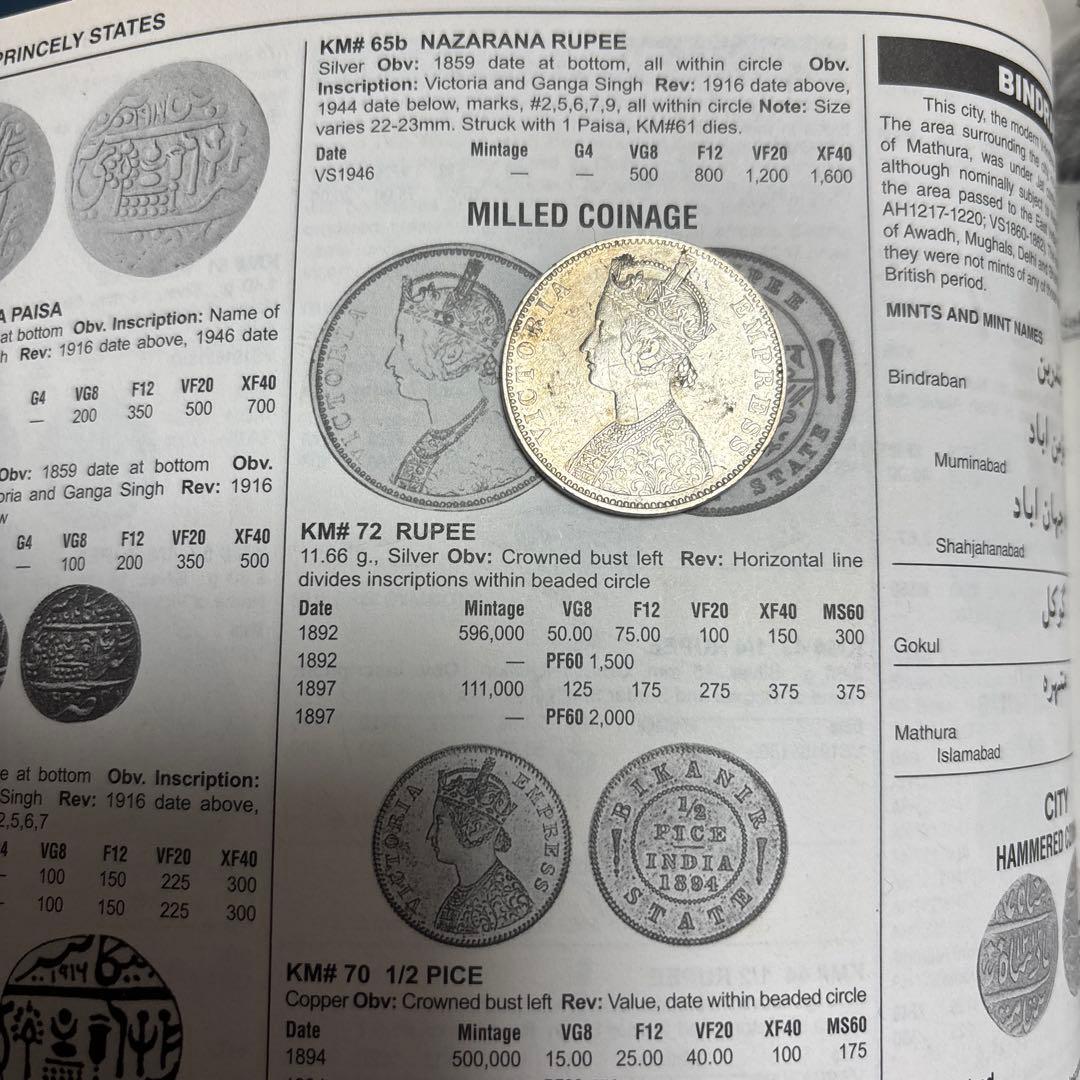 PRINCELY STATES
A PAISA
at bottom Obv. Inscription: Name of
h Rev: 1916 date above, 1946 date
G4 VG8 F12 VF20 XF40
— 200 350 500 700
Obv: 1859 date at bottom Obv.
oria and Ganga Singh Rev: 1916
w
G4 VG8 F12 VF20 XF40
— 100 200 350 500
e at bottom Obv. Inscription:
Singh Rev: 1916 date above,
2,5,6,7
4 VG8 F12 VF20 XF40
– 100 150 225 300
– 100 150 225 300
१९१४
KM# 65b NAZARANA RUPEE
Silver Obv: 1859 date at bottom, all within circle Obv.
Inscription: Victoria and Ganga Singh Rev: 1916 date above,
1944 date below, marks, #2,5,6,7,9, all within circle Note: Size
varies 22-23mm. Struck with 1 Paisa, KM#61 dies.
Date Mintage G4 VG8 F12 VF20 XF40
VS1946 — — 500 800 1,200 1,600
MILLED COINAGE
VICTORIA
VICTORIA EMPRESS
PEE
STATE
KM# 72 RUPEE
11.66 g., Silver Obv: Crowned bust left Rev: Horizontal line
divides inscriptions within beaded circle
Date Mintage VG8 F12 VF20 XF40 MS60
1892 596,000 50.00 75.00 100 150 300
1892 — PF60 1,500
1897 111,000 125 175 275 375 375
1897 — PF60 2,000
VICTORIA EMPRESS
BIKANIR
1/2
PICE
INDIA
1894
STATE
KM# 70 1/2 PICE
Copper Obv: Crowned bust left Rev: Value, date within beaded circle
Date Mintage VG8 F12 VF20 XF40 MS60
1894 500,000 15.00 25.00 40.00 100 175
BINDR
This city, the modern
The area surrounding the
of Mathura, was under
although nominally subject
the area passed to the East
AH1217-1220; VS1860-
of Awadh, Mughals, Delhi and
they were not mints of any of
British period.
MINTS AND MINT NAMES
Bindraban
Muminabad
Shahjahanabad
گوكل
Gokul
Mathura
Islamabad
CITY
HAMMERED